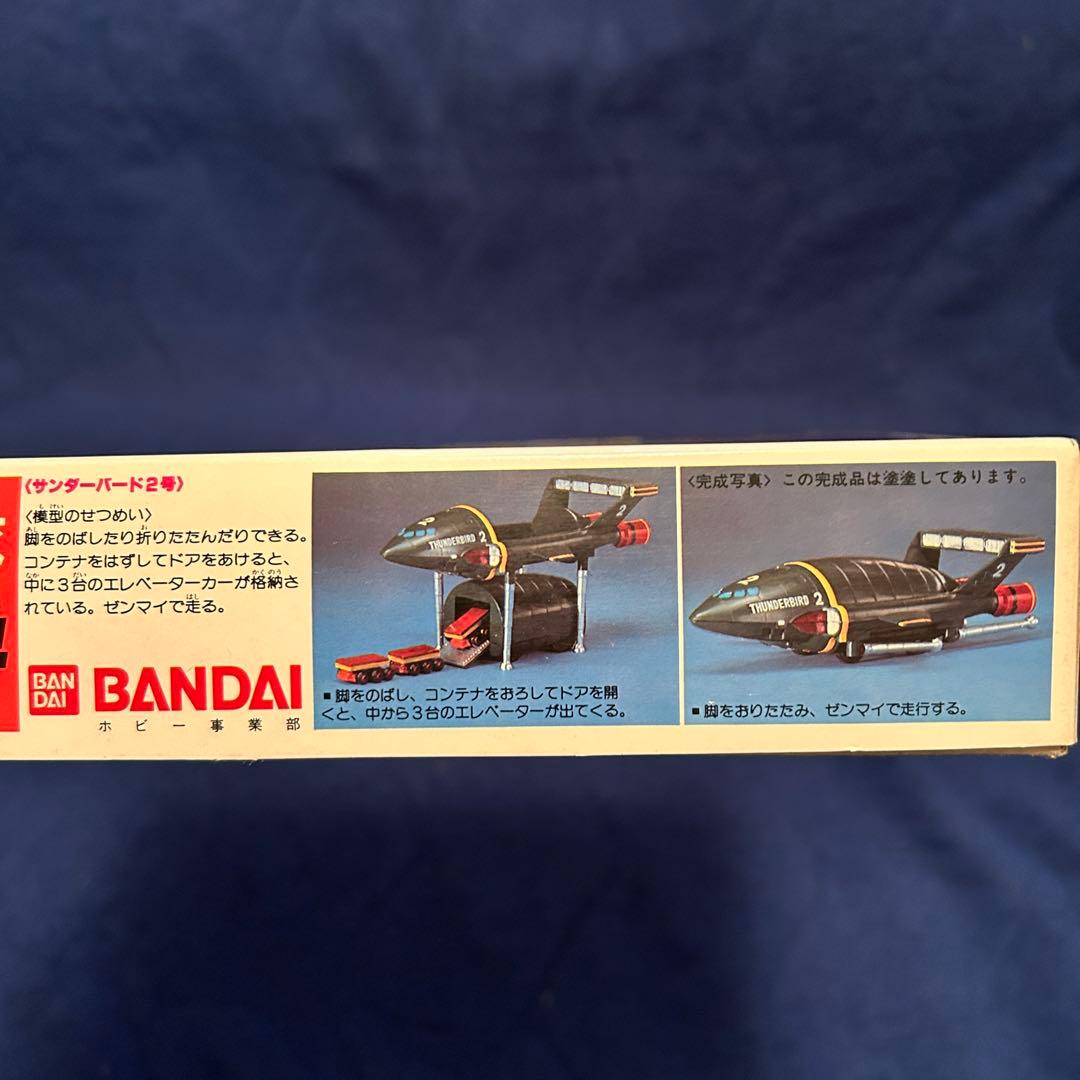 〈サンダーバード2号〉
〈模型のせつめい〉
脚をのばしたり折りたたんだりできる。
コンテナをはずしてドアをあけると、
中に3台のエレベーターカーが格納さ
れている。ゼンマイで走る。
BAN
DAI
BANDAI
ホビー事業部
THUNDERBIRD 2
2
■脚をのばし、コンテナをおろしてドアを開
くと、中から3台のエレベーターが出てくる。
〈完成写真〉この完成品は塗塗してあります。
THUNDERBIRD 2
2
2
■脚をおりたたみ、ゼンマイで走行する。